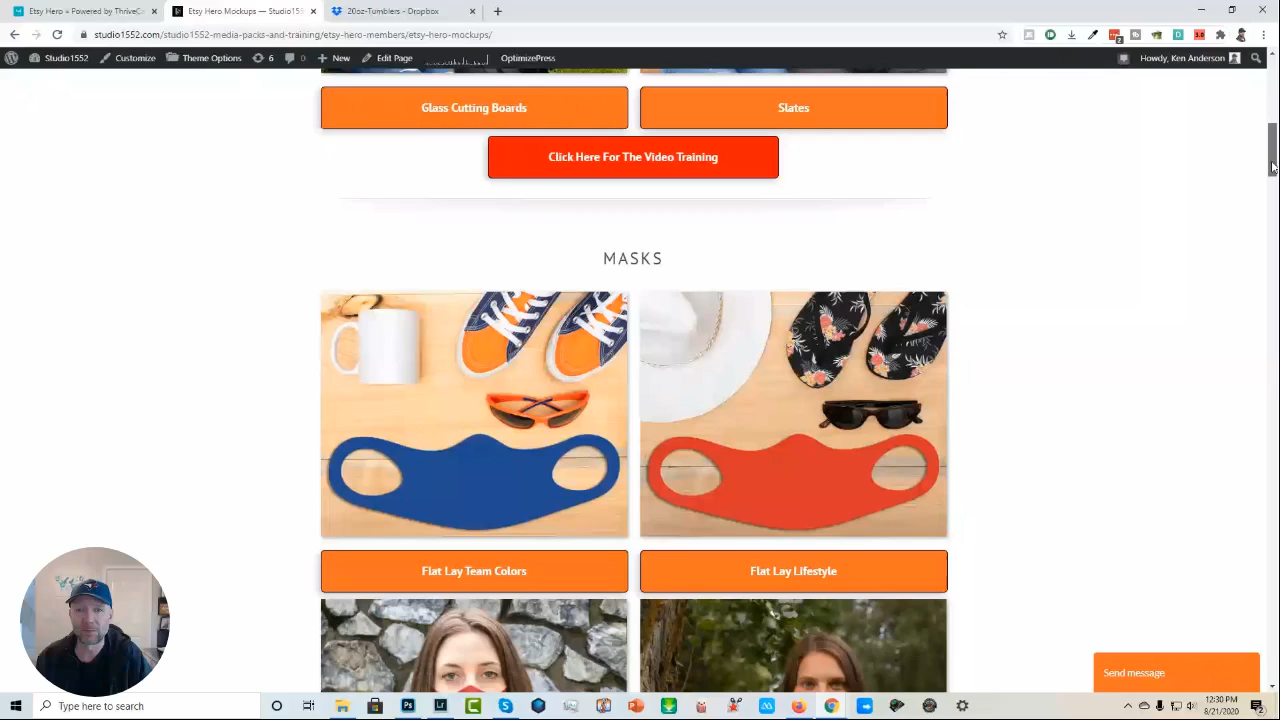 Etsy Hero » Powered by ThriveC
Etsy Hero Mockups — Studio15
20oz-Tumblers - Dropbox
studio1552.com/studio1552-media-packs-and-training/etsy-hero-members/etsy-hero-mockups/
Studio1552
Customize
Theme Options
6
0
New
Edit Page
OptimizePress
Howdy, Ken Anderson
Glass Cutting Boards
Slates
Click Here For The Video Training
MASKS
Flat Lay Team Colors
Flat Lay Lifestyle
Send message
Type here to search
12:30 PM
8/21/2020